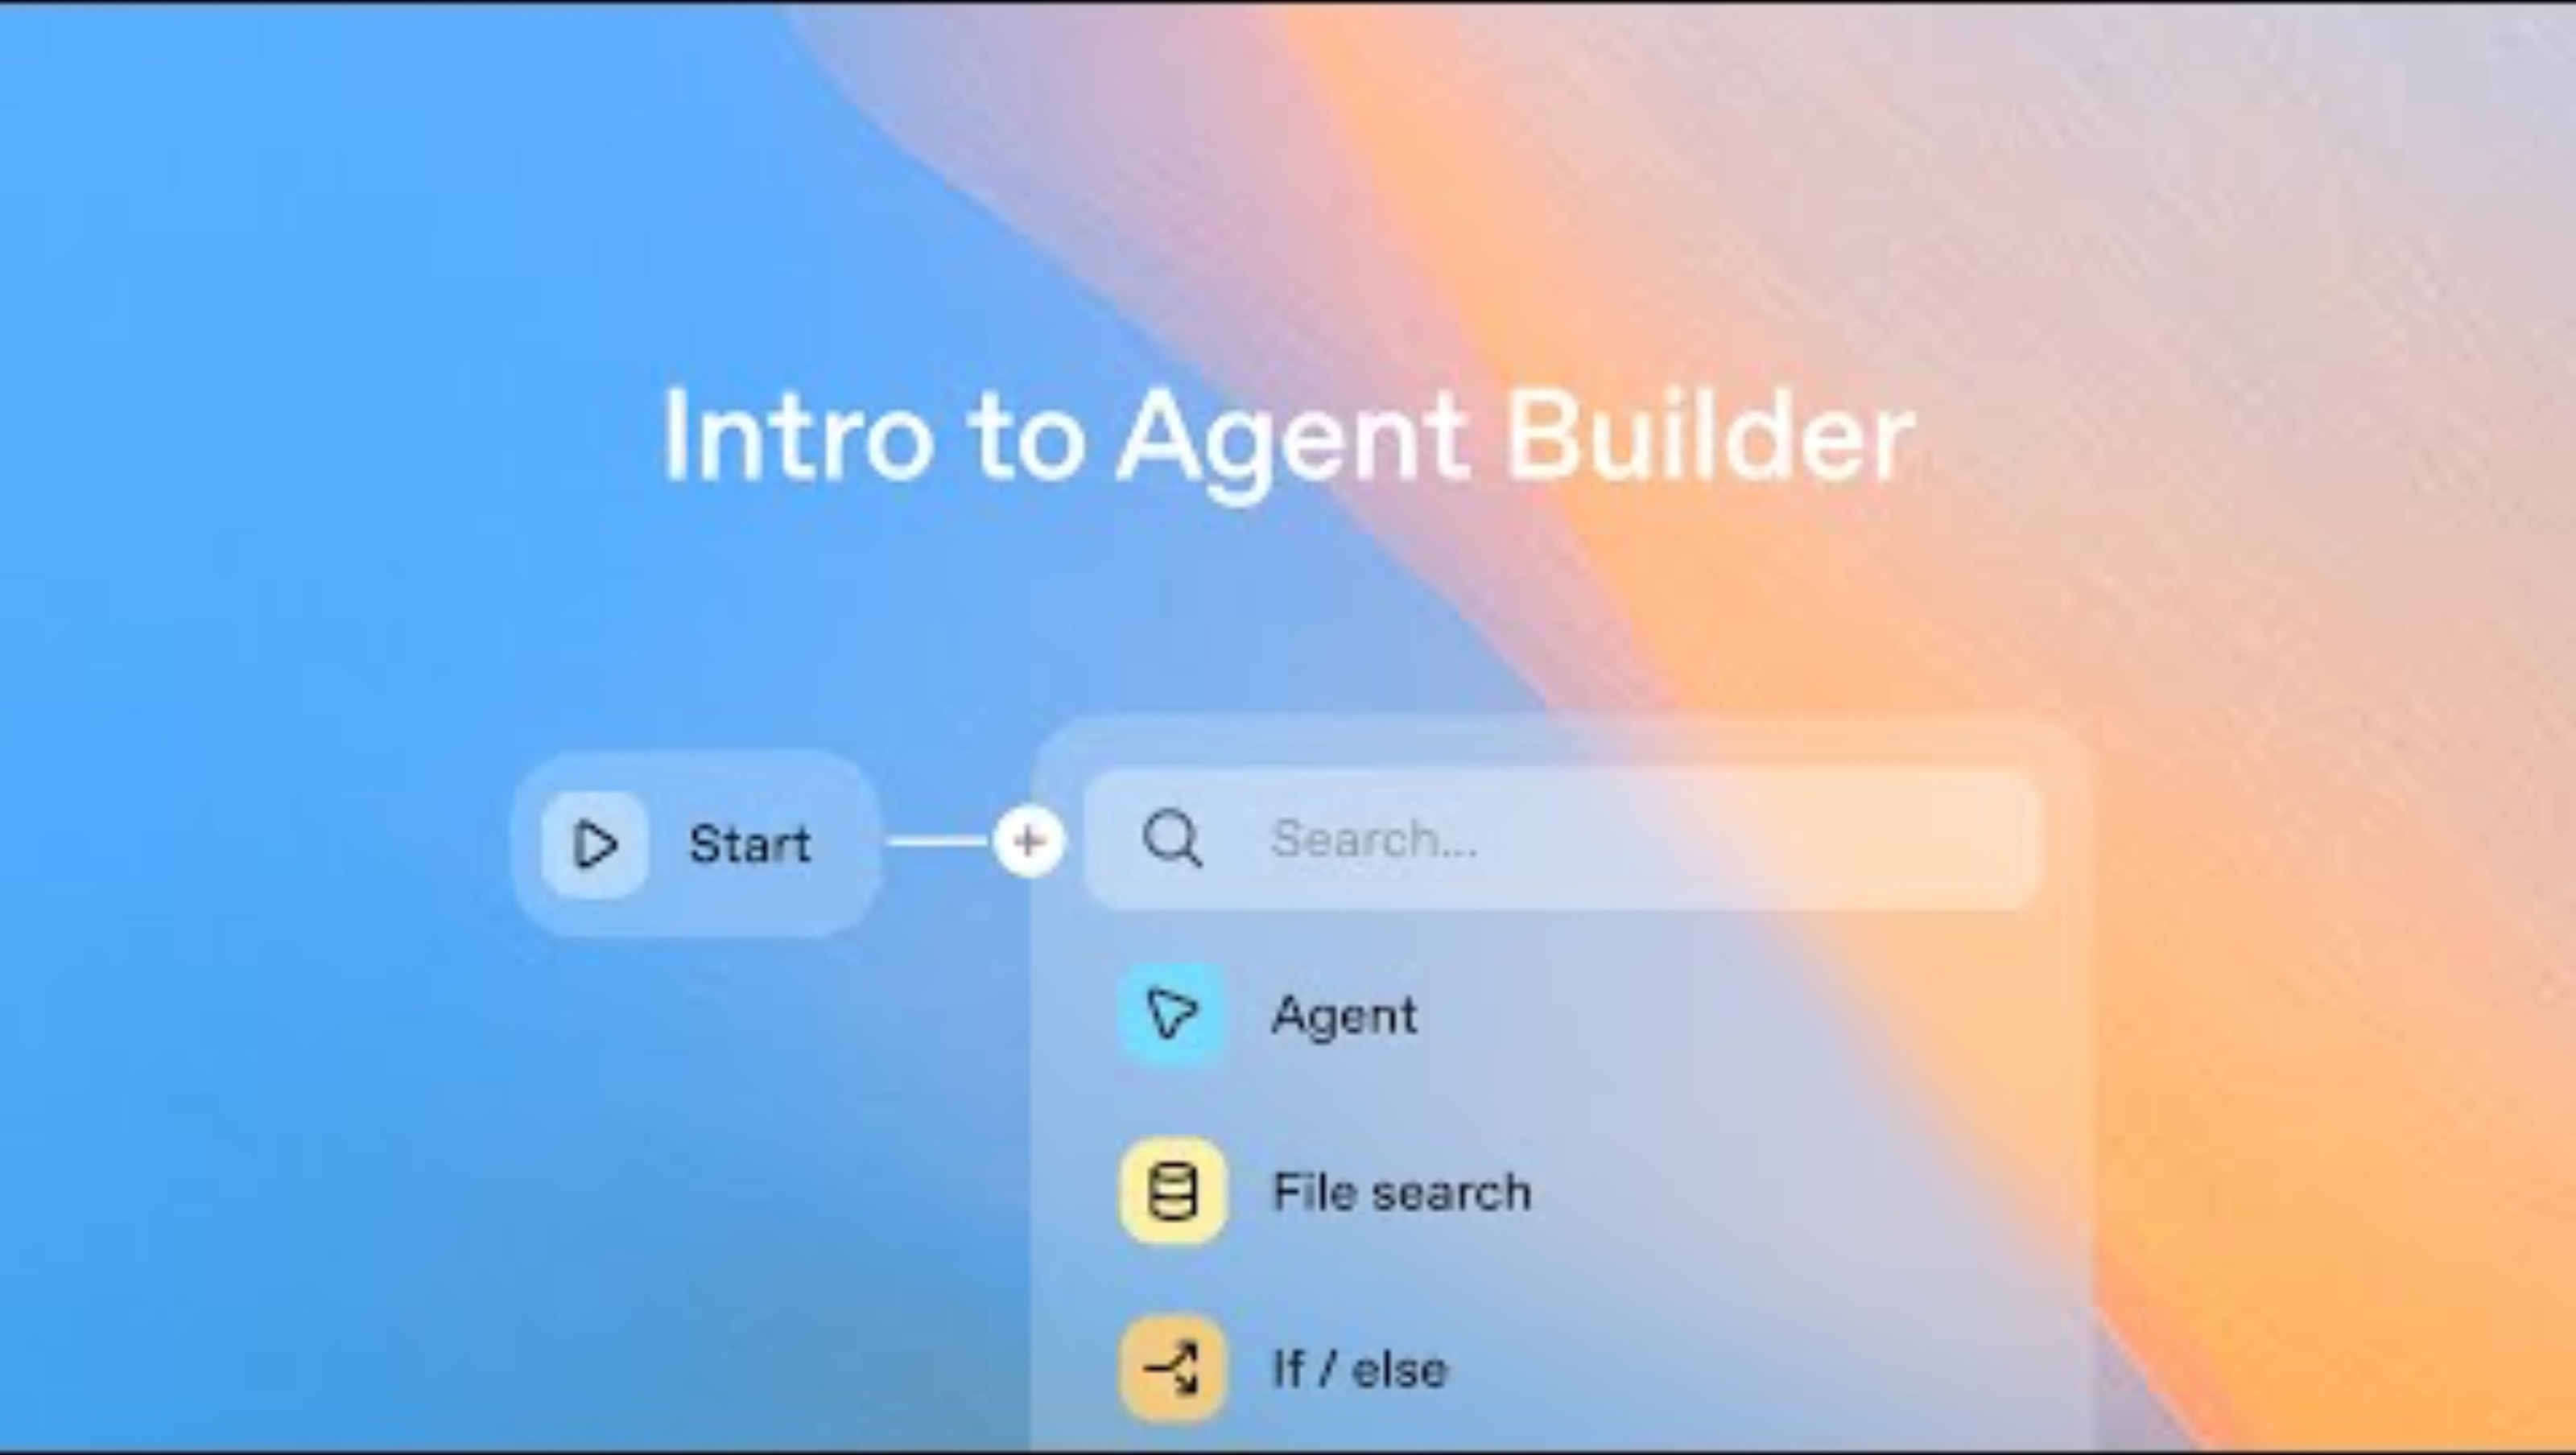 Intro to Agent Builder
Start
Search...
Agent
File search
If / else